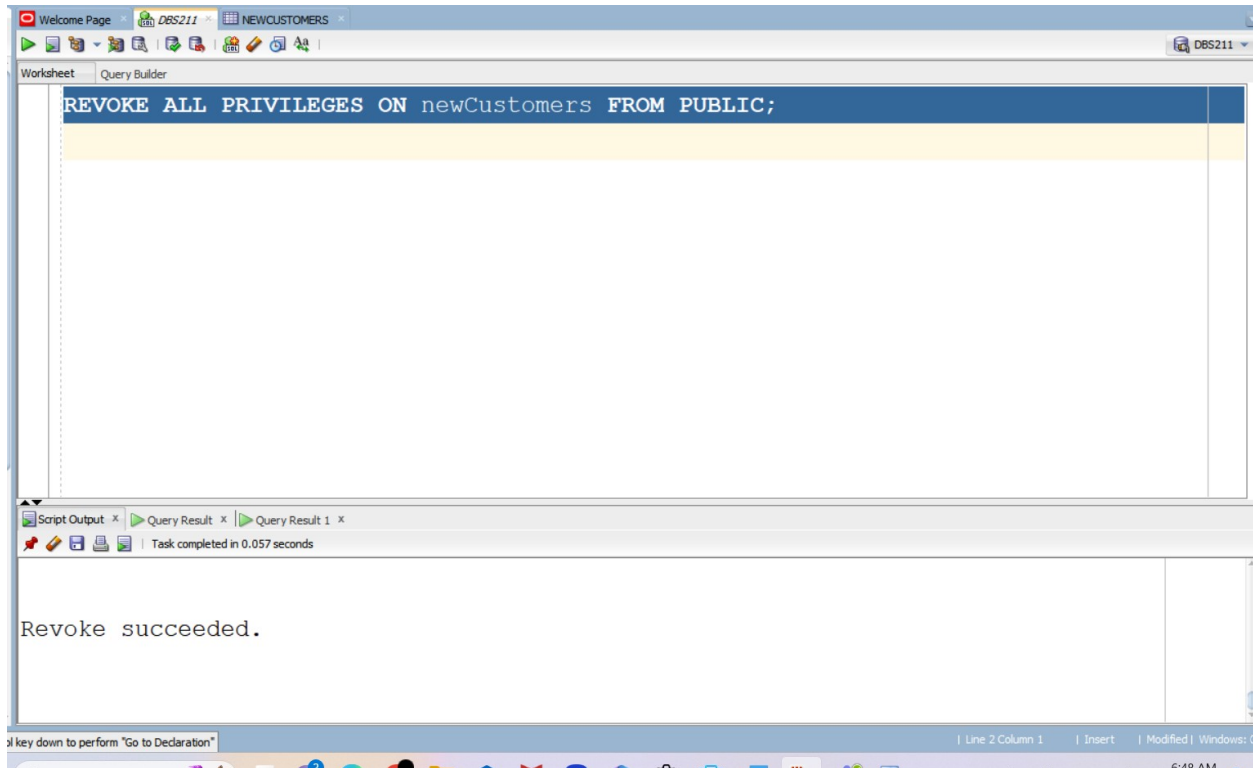 Welcome Page DBS211 NEWCUSTOMERS
DBS211
Worksheet Query Builder
REVOKE ALL PRIVILEGES ON newCustomers FROM PUBLIC;
Script Output Query Result Query Result 1
Task completed in 0.057 seconds
Revoke succeeded.
key down to perform "Go to Declaration" Line 2 Column 1 Insert Modified Windows:
6:48 AM